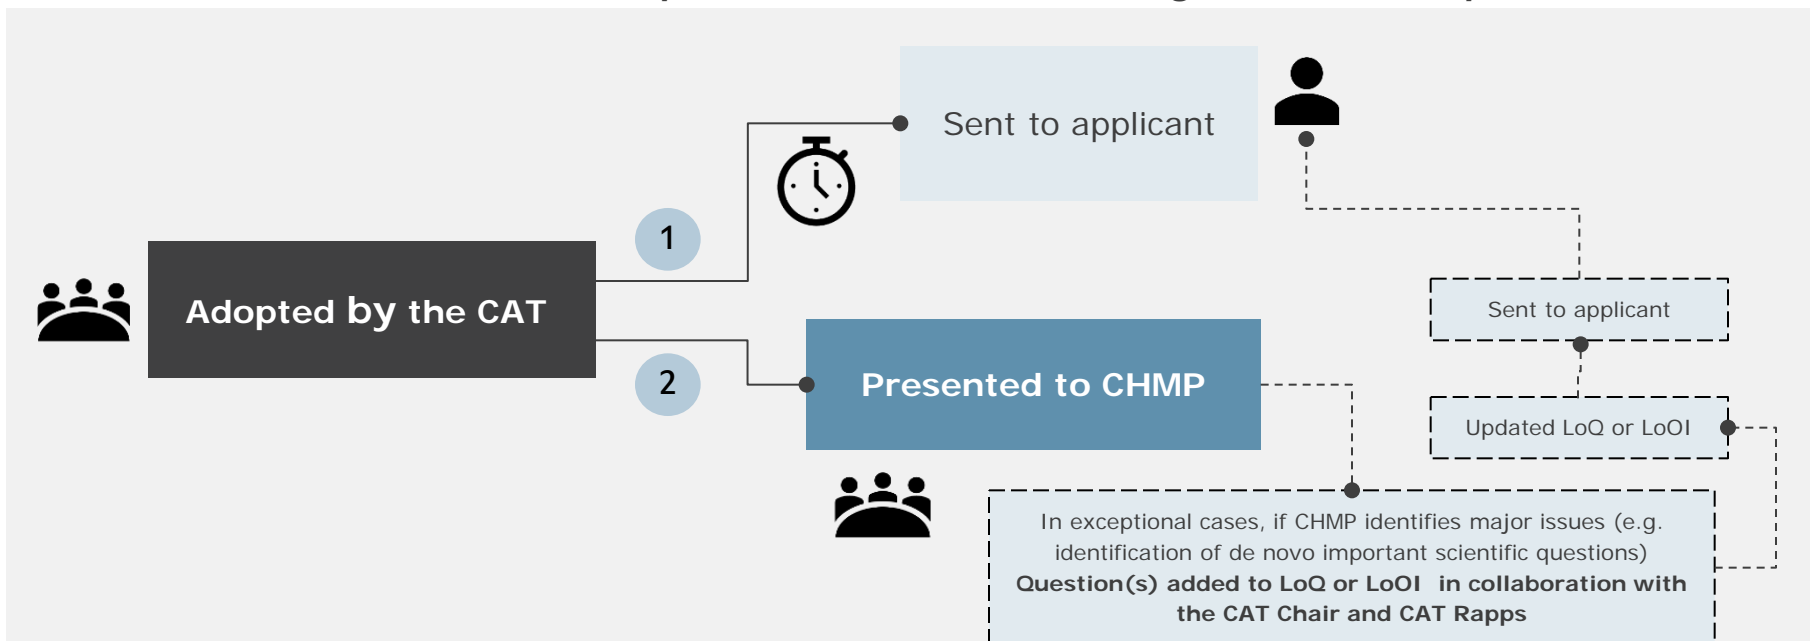 Sent to applicant
1
Adopted by the CAT
2
Presented to CHMP
Sent to applicant
Updated LoQ or LoOI
In exceptional cases, if CHMP identifies major issues (e.g.
identification of de novo important scientific questions)
Question(s) added to LoQ or LoOI in collaboration with
the CAT Chair and CAT Rapps